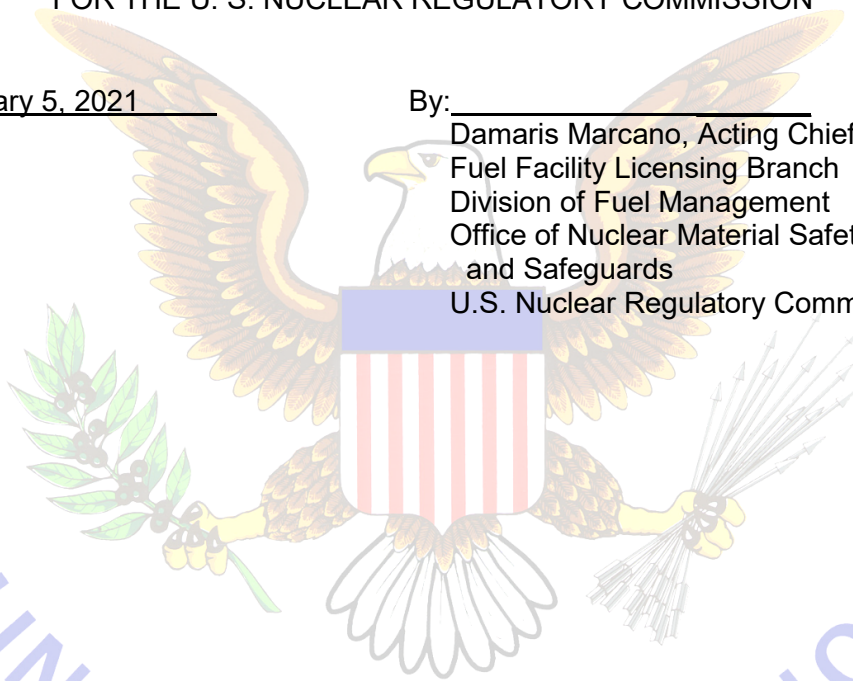 FOR THE U. S. NUCLEAR REGULATORY COMMISSION
ary 5, 2021 By:
Damaris Marcano, Acting Chief
Fuel Facility Licensing Branch
Division of Fuel Management
Office of Nuclear Material Safet
and Safeguards
U.S. Nuclear Regulatory Comm